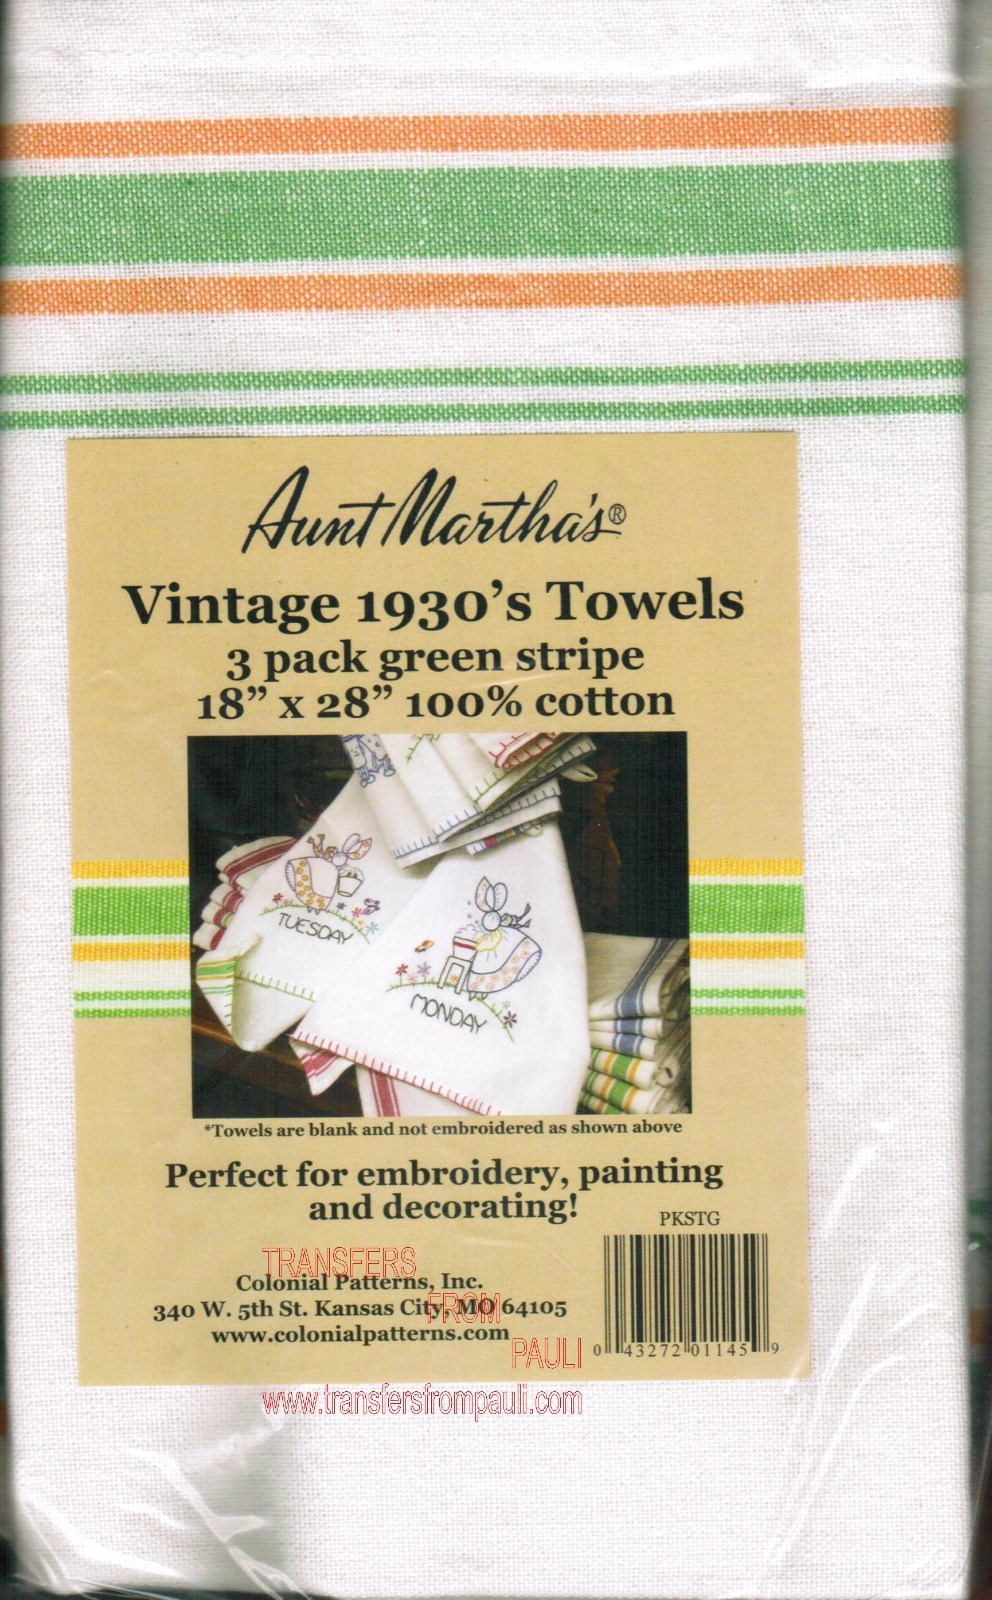 Aunt Martha's®
Vintage 1930's Towels
3 pack green stripe
18" x 28" 100% cotton
TUESDAY
MONDAY
*Towels are blank and not embroidered as shown above
Perfect for embroidery, painting
and decorating!
PKSTG
TRANSFERS
Colonial Patterns, Inc.
FROM
340 W. 5th St. Kansas City, MO 64105
www.colonialpatterns.com
PAULI
0 43272 01145 9
www.transfersfrompauli.com